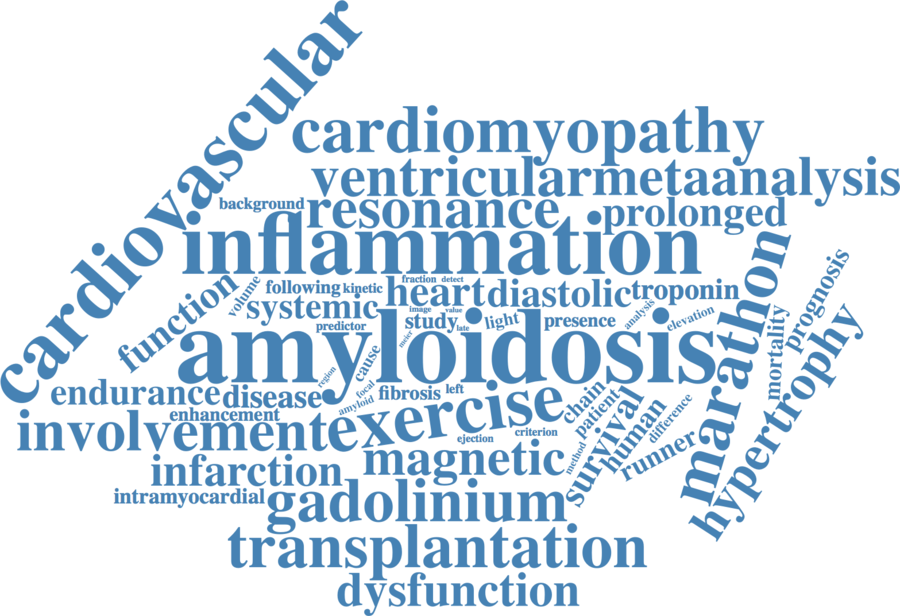 cardiovascular
cardiomyopathy
ventricular
metaanalysis
background
resonance
prolonged
inflammation
marathon
function
volume
following
kinetic
fraction
detect
heart
diastolic
troponin
prognosis
systemic
image
value
analysis
elevation
predictor
study
late
light
presence
meier
amyloidosis
mortality
hypertrophy
cause
region
focal
endurance
disease
amyloid
fibrosis
left
chain
enhancement
exercise
patient
survival
human
difference
involvement
ejection
criterion
method
runner
infarction
magnetic
intramyocardial
gadolinium
transplantation
dysfunction